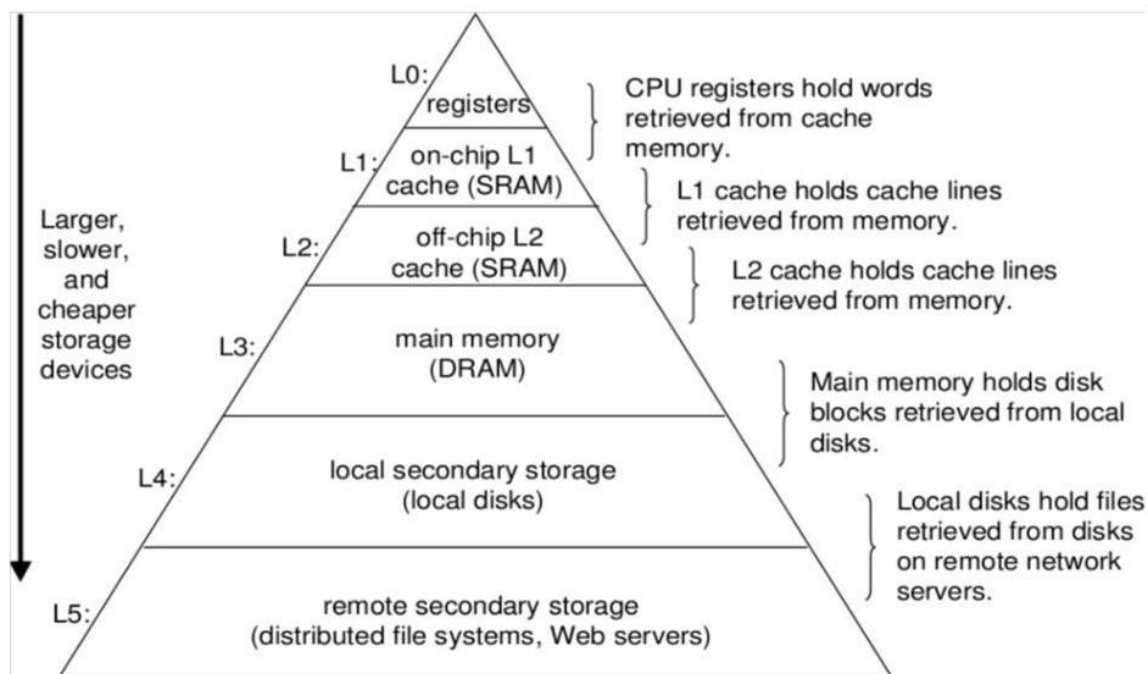 L0:
registers
CPU registers hold words
retrieved from cache
memory.
L1:
on-chip L1
cache (SRAM)
L1 cache holds cache lines
retrieved from memory.
Larger,
slower,
and
cheaper
storage
devices
L2:
off-chip L2
cache (SRAM)
L2 cache holds cache lines
retrieved from memory.
L3:
main memory
(DRAM)
Main memory holds disk
blocks retrieved from local
disks.
L4:
local secondary storage
(local disks)
Local disks hold files
retrieved from disks
on remote network
servers.
L5:
remote secondary storage
(distributed file systems, Web servers)